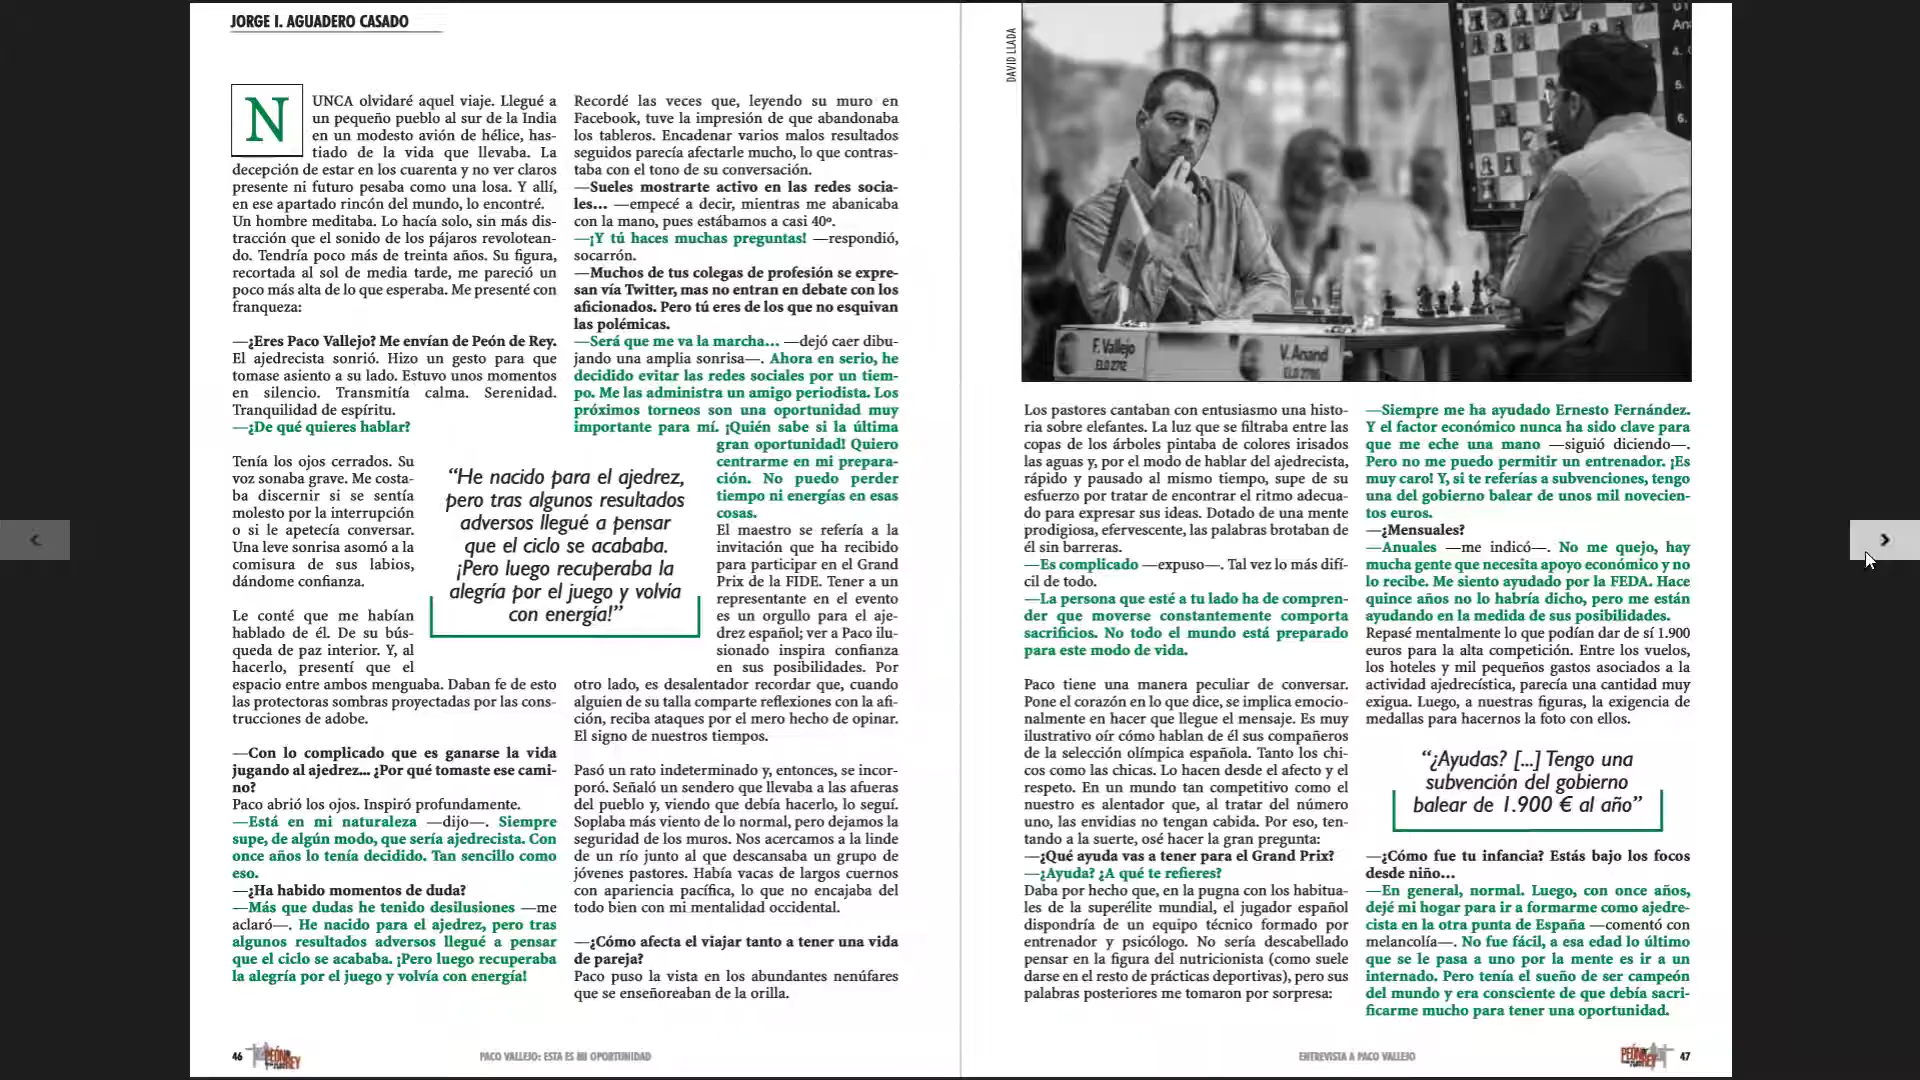 JORGE I. AGUADERO CASADO
NUNCA olvidaré aquel viaje. Llegué a
un pequeño pueblo al sur de la India
en un modesto avión de hélice, has-
tiado de la vida que llevaba. La
decepción de estar en los cuarenta y no ver claros
presente ni futuro pesaba como una losa. Y allí,
en ese apartado rincón del mundo, lo encontré.
Un hombre meditaba. Lo hacía solo, sin más dis-
tracción que el sonido de los pájaros revolotean-
do. Tendría poco más de treinta años. Su figura,
recortada al sol de media tarde, me pareció un
poco más alta de lo que esperaba. Me presenté con
franqueza:
—¿Eres Paco Vallejo? Me envían de Peón de Rey.
El ajedrecista sonrió. Hizo un gesto para que
tomase asiento a su lado. Estuvo unos momentos
en silencio. Transmitía calma. Serenidad.
Tranquilidad de espíritu.
—¿De qué quieres hablar?
Tenía los ojos cerrados. Su
voz sonaba grave. Me costa-
ba discernir si se sentía
molesto por la interrupción
o si le apetecía conversar.
Una leve sonrisa asomó a la
comisura de sus labios,
dándome confianza.
Le conté que me habían
hablado de él. De su bús-
queda de paz interior. Y, al
hacerlo, presentí que el
espacio entre ambos menguaba. Daban fe de esto
las protectoras sombras proyectadas por las cons-
trucciones de adobe.
—Con lo complicado que es ganarse la vida
jugando al ajedrez... ¿Por qué tomaste ese cami-
no?
Paco abrió los ojos. Inspiró profundamente.
—Está en mi naturaleza —dijo—. Siempre
supe, de algún modo, que sería ajedrecista. Con
once años lo tenía decidido. Tan sencillo como
eso.
—¿Ha habido momentos de duda?
—Más que dudas he tenido desilusiones —me
aclaró—. He nacido para el ajedrez, pero tras
algunos resultados adversos llegué a pensar
que el ciclo se acababa. ¡Pero luego recuperaba
la alegría por el juego y volvía con energía!
“He nacido para el ajedrez,
pero tras algunos resultados
adversos llegué a pensar
que el ciclo se acababa.
¡Pero luego recuperaba la
alegría por el juego y volvía
con energía!”
Recordé las veces que, leyendo su muro en
Facebook, tuve la impresión de que abandonaba
los tableros. Encadenar varios malos resultados
seguidos parecía afectarle mucho, lo que contras-
taba con el tono de su conversación.
—Sueles mostrarte activo en las redes socia-
les... —empecé a decir, mientras me abanicaba
con la mano, pues estábamos a casi 40º.
—¡Y tú haces muchas preguntas! —respondió,
socarrón.
—Muchos de tus colegas de profesión se expre-
san vía Twitter, mas no entran en debate con los
aficionados. Pero tú eres de los que no esquivan
las polémicas.
—Será que me va la marcha... —dejó caer dibu-
jando una amplia sonrisa—. Ahora en serio, he
decidido evitar las redes sociales por un tiem-
po. Me las administra un amigo periodista. Los
próximos torneos son una oportunidad muy
importante para mí. ¡Quién sabe si la última
gran oportunidad! Quiero
centrarme en mi prepara-
ción. No puedo perder
tiempo ni energías en esas
cosas.
El maestro se refería a la
invitación que ha recibido
para participar en el Grand
Prix de la FIDE. Tener a un
representante en el evento
es un orgullo para el aje-
drez español; ver a Paco ilu-
sionado inspira confianza
en sus posibilidades. Por
otro lado, es desalentador recordar que, cuando
alguien de su talla comparte reflexiones con la afi-
ción, reciba ataques por el mero hecho de opinar.
El signo de nuestros tiempos.
Pasó un rato indeterminado y, entonces, se incor-
poró. Señaló un sendero que llevaba a las afueras
del pueblo y, viendo que debía hacerlo, lo seguí.
Soplaba más viento de lo normal, pero dejamos la
seguridad de los muros. Nos acercamos a la linde
de un río junto al que descansaba un grupo de
jóvenes pastores. Había vacas de largos cuernos
con apariencia pacífica, lo que no encajaba del
todo bien con mi mentalidad occidental.
—¿Cómo afecta el viajar tanto a tener una vida
de pareja?
Paco puso la vista en los abundantes nenúfares
que se enseñoreaban de la orilla.
46
PEÓN REY
PACO VALLEJO: ESTA ES MI OPORTUNIDAD
DAVID LLADA
F. Vallejo
ELO 2712
V. Anand
Los pastores cantaban con entusiasmo una histo-
ria sobre elefantes. La luz que se filtraba entre las
copas de los árboles pintaba de colores irisados
las aguas y, por el modo de hablar del ajedrecista,
rápido y pausado al mismo tiempo, supe de su
esfuerzo por tratar de encontrar el ritmo adecua-
do para expresar sus ideas. Dotado de una mente
prodigiosa, efervescente, las palabras brotaban de
él sin barreras.
—Es complicado —expuso—. Tal vez lo más difí-
cil de todo.
—La persona que esté a tu lado ha de compren-
der que moverse constantemente comporta
sacrificios. No todo el mundo está preparado
para este modo de vida.
Paco tiene una manera peculiar de conversar.
Pone el corazón en lo que dice, se implica emocio-
nalmente en hacer que llegue el mensaje. Es muy
ilustrativo oír cómo hablan de él sus compañeros
de la selección olímpica española. Tanto los chi-
cos como las chicas. Lo hacen desde el afecto y el
respeto. En un mundo tan competitivo como el
nuestro es alentador que, al tratar del número
uno, las envidias no tengan cabida. Por eso, ten-
tando a la suerte, osé hacer la gran pregunta:
—¿Qué ayuda vas a tener para el Grand Prix?
—¿Ayuda? ¿A qué te refieres?
Daba por hecho que, en la pugna con los habitua-
les de la superélite mundial, el jugador español
dispondría de un equipo técnico formado por
entrenador y psicólogo. No sería descabellado
pensar en la figura del nutricionista (como suele
darse en el resto de prácticas deportivas), pero sus
palabras posteriores me tomaron por sorpresa:
—Siempre me ha ayudado Ernesto Fernández.
Y el factor económico nunca ha sido clave para
que me eche una mano —siguió diciendo—.
Pero no me puedo permitir un entrenador. ¡Es
muy caro! Y, si te referías a subvenciones, tengo
una del gobierno balear de unos mil novecien-
tos euros.
—¿Mensuales?
—Anuales —me indicó—. No me quejo, hay
mucha gente que necesita apoyo económico y no
lo recibe. Me siento ayudado por la FEDA. Hace
quince años no lo habría dicho, pero me están
ayudando en la medida de sus posibilidades.
Repasé mentalmente lo que podían dar de sí 1.900
euros para la alta competición. Entre los vuelos,
los hoteles y mil pequeños gastos asociados a la
actividad ajedrecística, parecía una cantidad muy
exigua. Luego, a nuestras figuras, la exigencia de
medallas para hacernos la foto con ellos.
“¿Ayudas? [...] Tengo una
subvención del gobierno
balear de 1.900 € al año”
—¿Cómo fue tu infancia? Estás bajo los focos
desde niño...
—En general, normal. Luego, con once años,
dejé mi hogar para ir a formarme como ajedre-
cista en la otra punta de España —comentó con
melancolía—. No fue fácil, a esa edad lo último
que se le pasa a uno por la mente es ir a un
internado. Pero tenía el sueño de ser campeón
del mundo y era consciente de que debía sacri-
ficarme mucho para tener una oportunidad.
ENTREVISTA A PACO VALLEJO
PEÓN REY
47